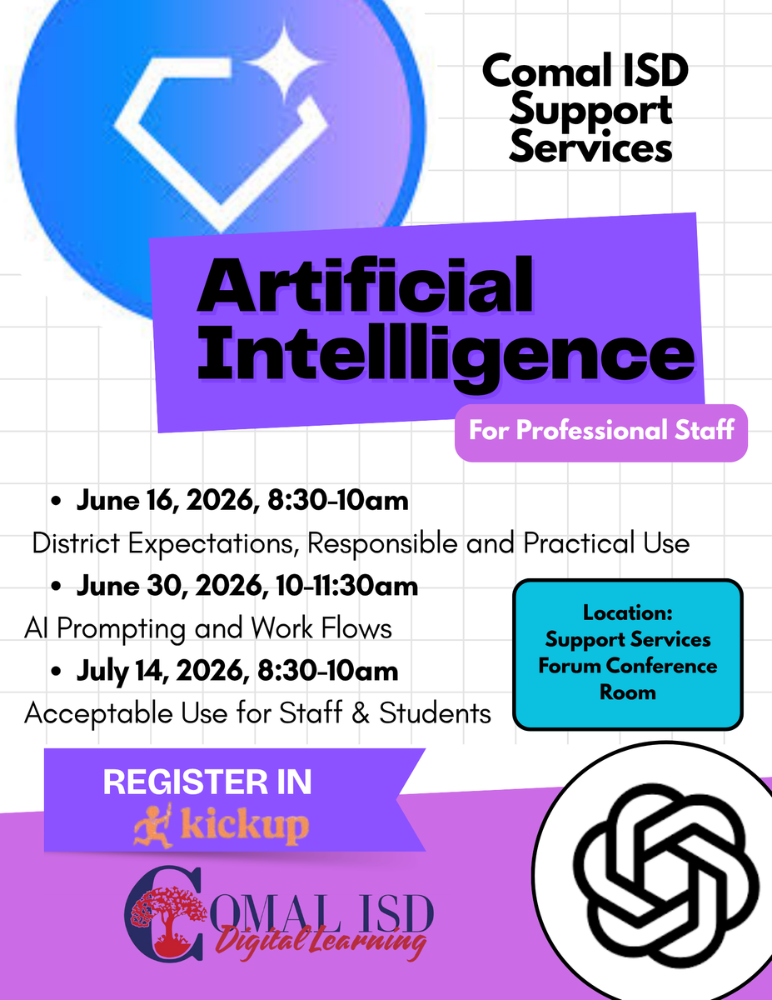 Comal ISD
Support
Services
Artificial
Intellligence
For Professional Staff
• June 16, 2026, 8:30-10am
District Expectations, Responsible and Practical Use
• June 30, 2026, 10-11:30am
AI Prompting and Work Flows
• July 14, 2026, 8:30-10am
Acceptable Use for Staff & Students
Location:
Support Services
Forum Conference
Room
REGISTER IN
kickup
COMAL ISD
Digital Learning